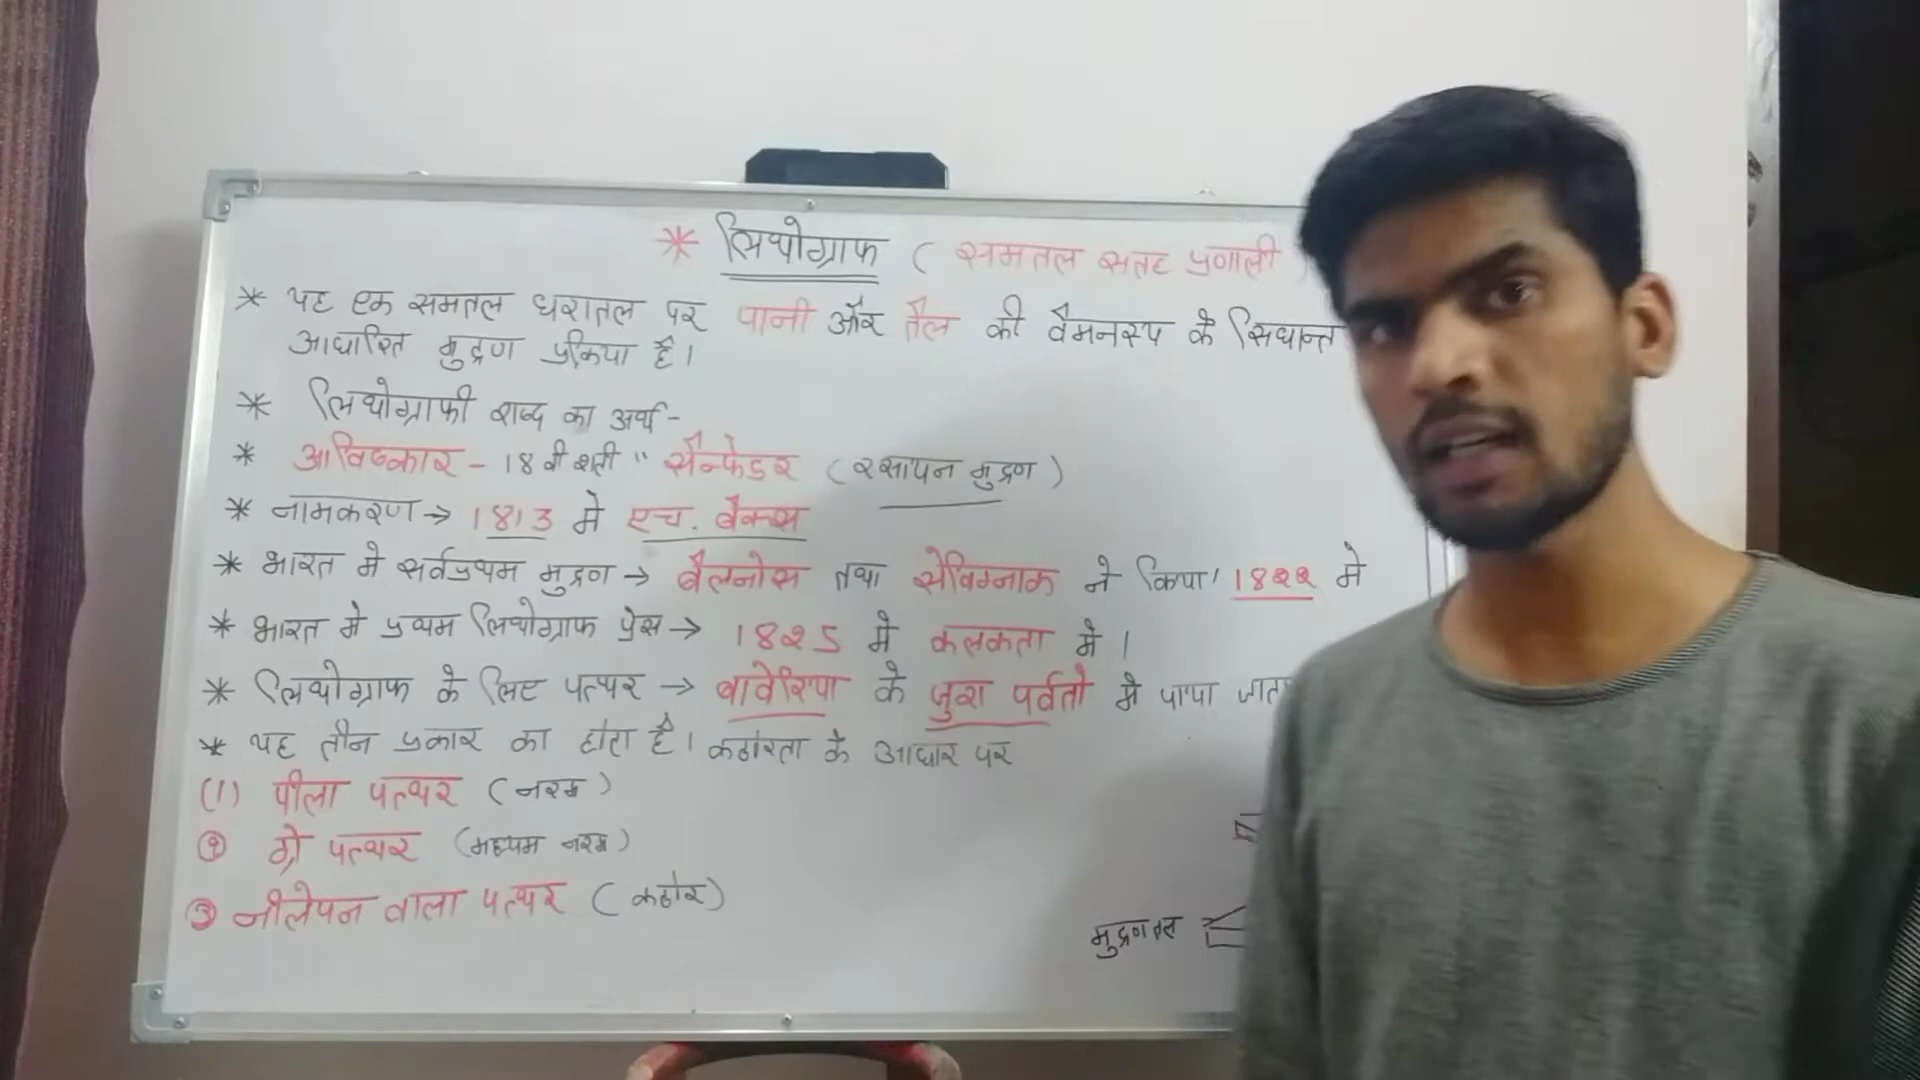 * लिथोग्राफ ( समतल सतह प्रणाली )
* यह एक समतल धरातल पर पानी और तैल की वैमनस्य के सिधान्त
आधारित मुद्रण प्रकिया है।
* लिथोग्राफी शब्द का अर्थ -
* आविष्कार - 18 वी शती " सैन्फेडर ( रसायन मुद्रण )
* नामकरण → 1813 मे एच. बैंक्स
* भारत मे सर्वप्रथम मुद्रण → बैलनोस तथा सेविग्नाक ने किया 1822 मे
* भारत मे प्रथम लिथोग्राफ प्रेस → 1825 मे कलकता मे ।
* लिथोग्राफ के लिए पत्थर → बावेरिया के जुरा पर्वतो मे पाया जाता
* यह तीन प्रकार का होता है। कठोरता के आधार पर
(1) पीला पत्थर ( नरम )
② ग्रे पत्थर (मध्यम नरम)
③ नीलेपन वाला पत्थर ( कठोर)
मुद्रण तल